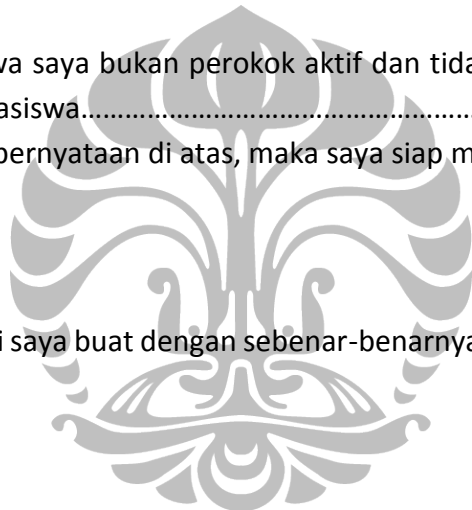 wa saya bukan perokok aktif dan tida
asiswa......................................................
pernyataan di atas, maka saya siap m
i saya buat dengan sebenar-benarnya